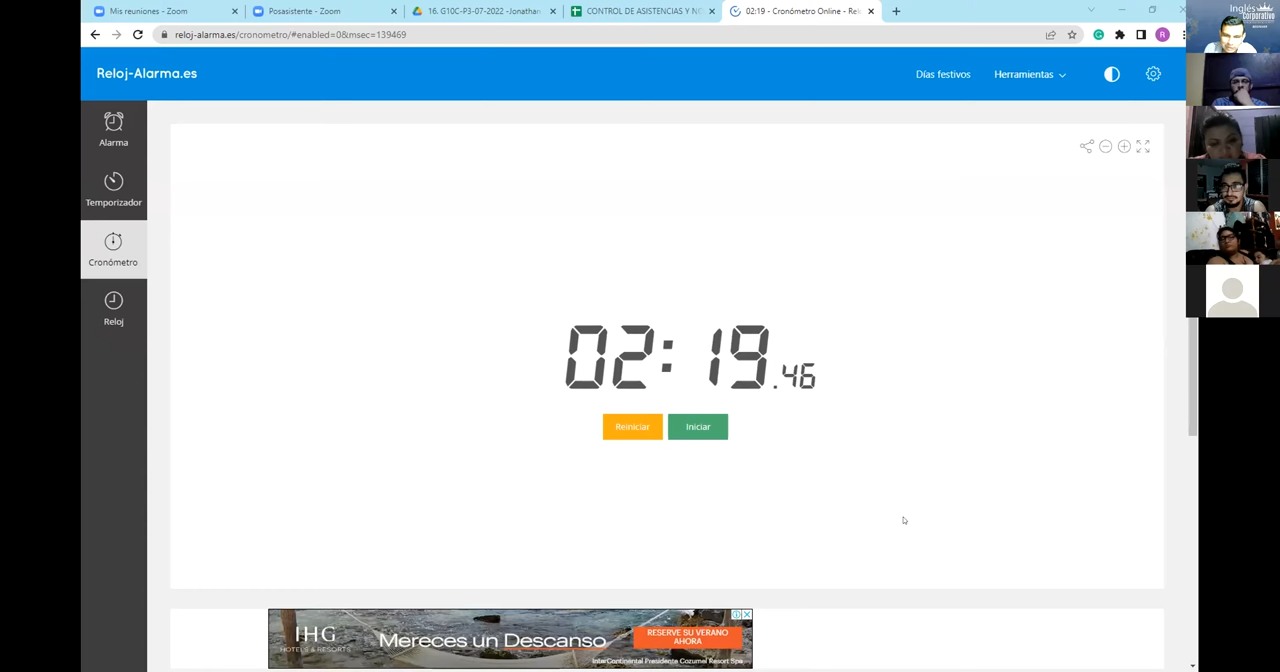 Mis reuniones - Zoom
Posasistente - Zoom
16. G10C-P3-07-2022 -Jonathan
CONTROL DE ASISTENCIAS Y NO
02:19 - Cronómetro Online - Rel
reloj-alarma.es/cronometro/#enabled=0&msec=139469
R
Inglés
Corporativo
Reloj-Alarma.es
Días festivos
Herramientas
Alarma
Temporizador
Cronómetro
Reloj
02:19.46
Reiniciar
Iniciar
IHG
HOTELS & RESORTS
Mereces un Descanso
RESERVE SU VERANO
AHORA
InterContinental Presidente Cozumel Resort Spa